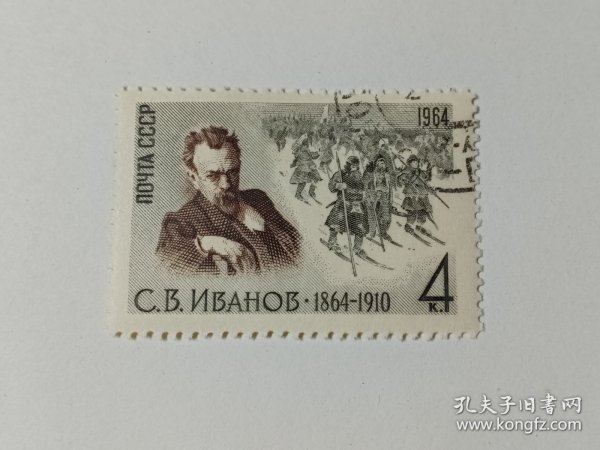 ПОЧТА СССР
1964
4
К.
С.В.ИВАНОВ·1864-1910
孔夫子旧书网
www.kongfz.com